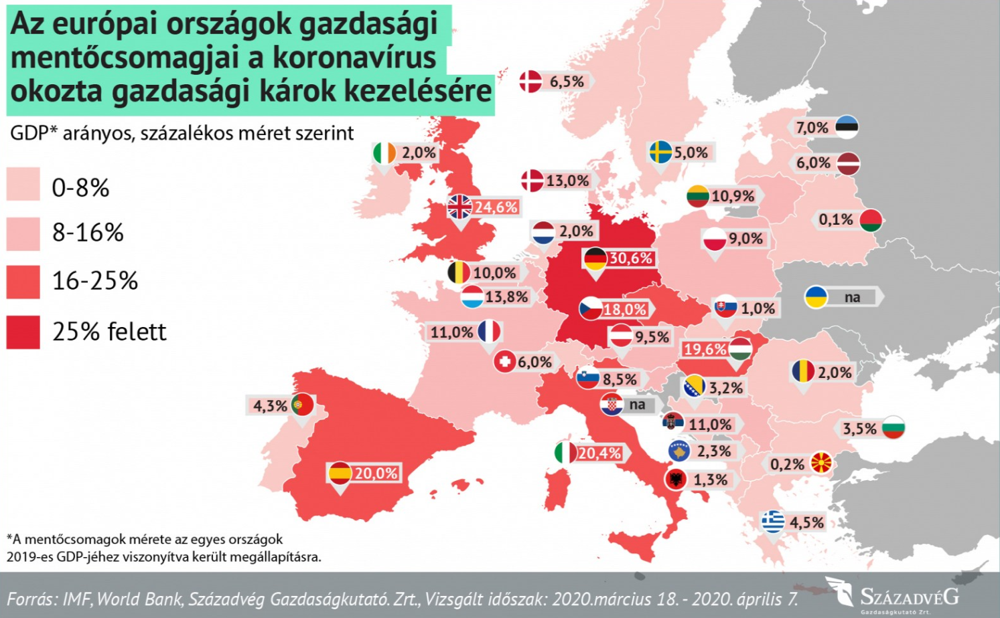 Az európai országok gazdasági
mentőcsomagjai a koronavírus
okozta gazdasági károk kezelésére
GDP* arányos, százalékos méret szerint
0-8%
8-16%
16-25%
25% felett
6,5%
7,0%
2,0%
5,0%
6,0%
13,0%
10,9%
24,6%
0,1%
2,0%
9,0%
30,6%
10,0%
13,8%
na
18,0%
1,0%
11,0%
9,5%
19,6%
6,0%
2,0%
8,5%
3,2%
4,3%
na
11,0%
3,5%
20,4%
2,3%
0,2%
20,0%
1,3%
4,5%
*A mentőcsomagok mérete az egyes országok
2019-es GDP-jéhez viszonyítva került megállapításra.
Forrás: IMF, World Bank, Századvég Gazdaságkutató. Zrt., Vizsgált időszak: 2020.március 18. - 2020. április 7.
SZÁZADVÉG
Gazdaságkutató Zrt.